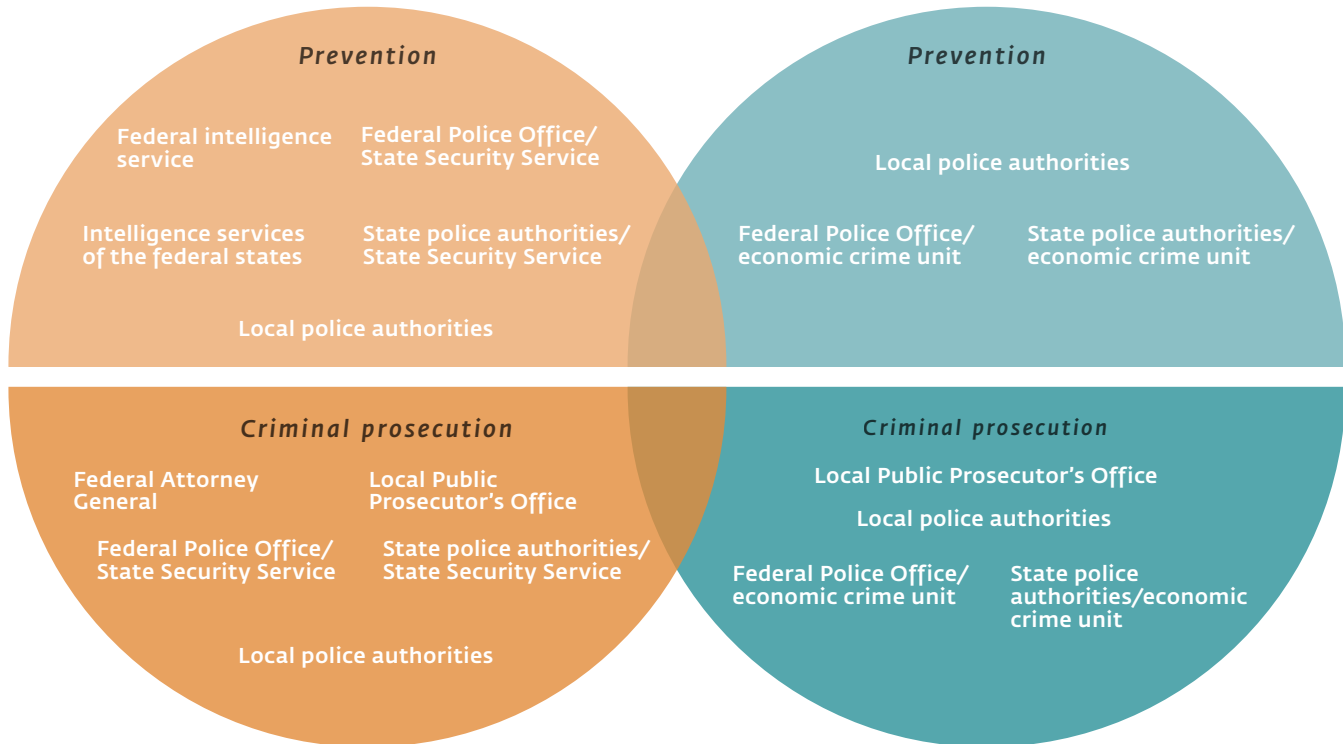 Prevention
Federal intelligence
service
Federal Police Office/
State Security Service
Intelligence services
of the federal states
State police authorities/
State Security Service
Local police authorities
Prevention
Local police authorities
Federal Police Office/
economic crime unit
State police authorities/
economic crime unit
Criminal prosecution
Federal Attorney
General
Local Public
Prosecutor’s Office
Federal Police Office/
State Security Service
State police authorities/
State Security Service
Local police authorities
Criminal prosecution
Local Public Prosecutor’s Office
Local police authorities
Federal Police Office/
economic crime unit
State police
authorities/economic
crime unit